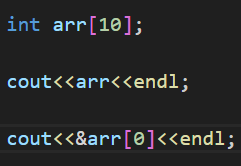 int arr[10];
cout<<arr<<endl;
cout<<&arr[0]<<endl;